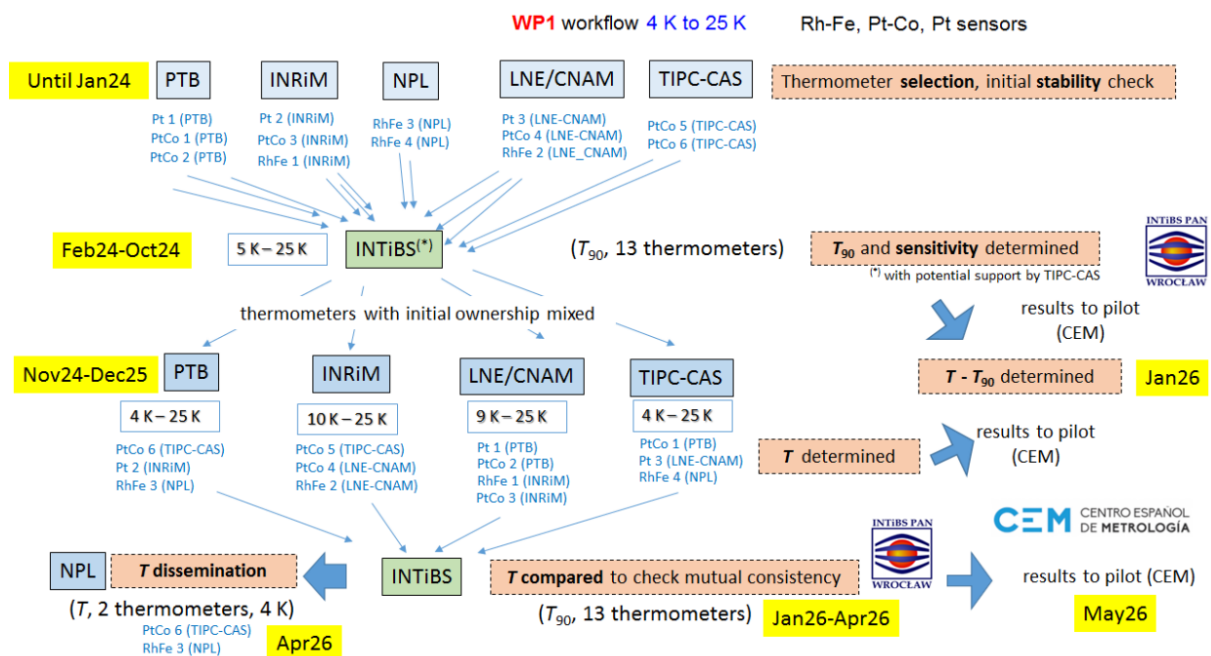 WP1 workflow 4 K to 25 K Rh-Fe, Pt-Co, Pt sensors
Until Jan24
PTB
INRiM
NPL
LNE/CNAM
TIPC-CAS
Thermometer selection, initial stability check
Pt 1 (PTB)
PtCo 1 (PTB)
PtCo 2 (PTB)
Pt 2 (INRiM)
PtCo 3 (INRiM)
RhFe 1 (INRiM)
RhFe 3 (NPL)
RhFe 4 (NPL)
Pt 3 (LNE-CNAM)
PtCo 4 (LNE-CNAM)
RhFe 2 (LNE_CNAM)
PtCo 5 (TIPC-CAS)
PtCo 6 (TIPC-CAS)
Feb24-Oct24
5 K – 25 K
INTiBS(*)
(T90, 13 thermometers)
T90 and sensitivity determined
(*) with potential support by TIPC-CAS
INTiBS PAN
WROCŁAW
results to pilot
(CEM)
thermometers with initial ownership mixed
Nov24-Dec25
PTB
INRiM
LNE/CNAM
TIPC-CAS
T - T90 determined
Jan26
4 K – 25 K
10 K – 25 K
9 K – 25 K
4 K – 25 K
PtCo 6 (TIPC-CAS)
Pt 2 (INRiM)
RhFe 3 (NPL)
PtCo 5 (TIPC-CAS)
PtCo 4 (LNE-CNAM)
RhFe 2 (LNE-CNAM)
Pt 1 (PTB)
PtCo 2 (PTB)
RhFe 1 (INRiM)
PtCo 3 (INRiM)
PtCo 1 (PTB)
Pt 3 (LNE-CNAM)
RhFe 4 (NPL)
T determined
results to pilot
(CEM)
CEM
CENTRO ESPAÑOL
DE METROLOGÍA
NPL
T dissemination
INTiBS
T compared to check mutual consistency
INTiBS PAN
WROCŁAW
results to pilot (CEM)
(T, 2 thermometers, 4 K)
PtCo 6 (TIPC-CAS)
RhFe 3 (NPL)
Apr26
(T90, 13 thermometers)
Jan26-Apr26
May26